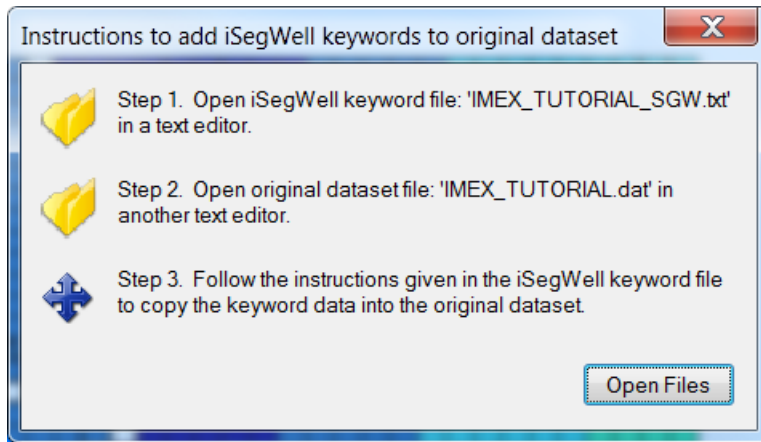 Instructions to add iSegWell keywords to original dataset
Step 1. Open iSegWell keyword file: 'IMEX_TUTORIAL_SGW.txt'
in a text editor.
Step 2. Open original dataset file: 'IMEX_TUTORIAL.dat' in
another text editor.
Step 3. Follow the instructions given in the iSegWell keyword file
to copy the keyword data into the original dataset.
Open Files